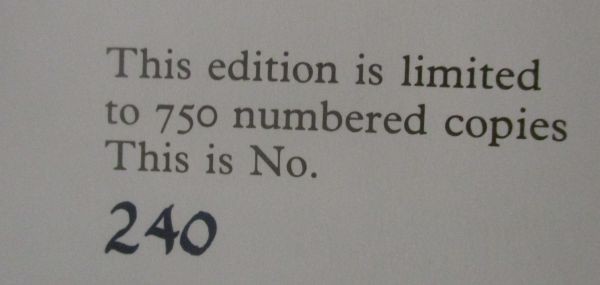 This edition is limited
to 750 numbered copies
This is No.
240